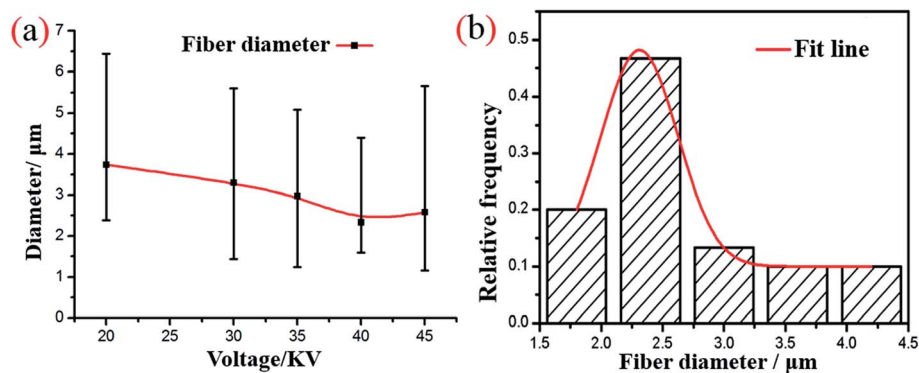 (a)
Fiber diameter
7
6
5
4
3
2
1
0
Diameter/ μm
20 25 30 35 40 45
Voltage/KV
(b)
Fit line
0.5
0.4
0.3
0.2
0.1
0.0
Relative frequency
1.5 2.0 2.5 3.0 3.5 4.0 4.5
Fiber diameter / μm